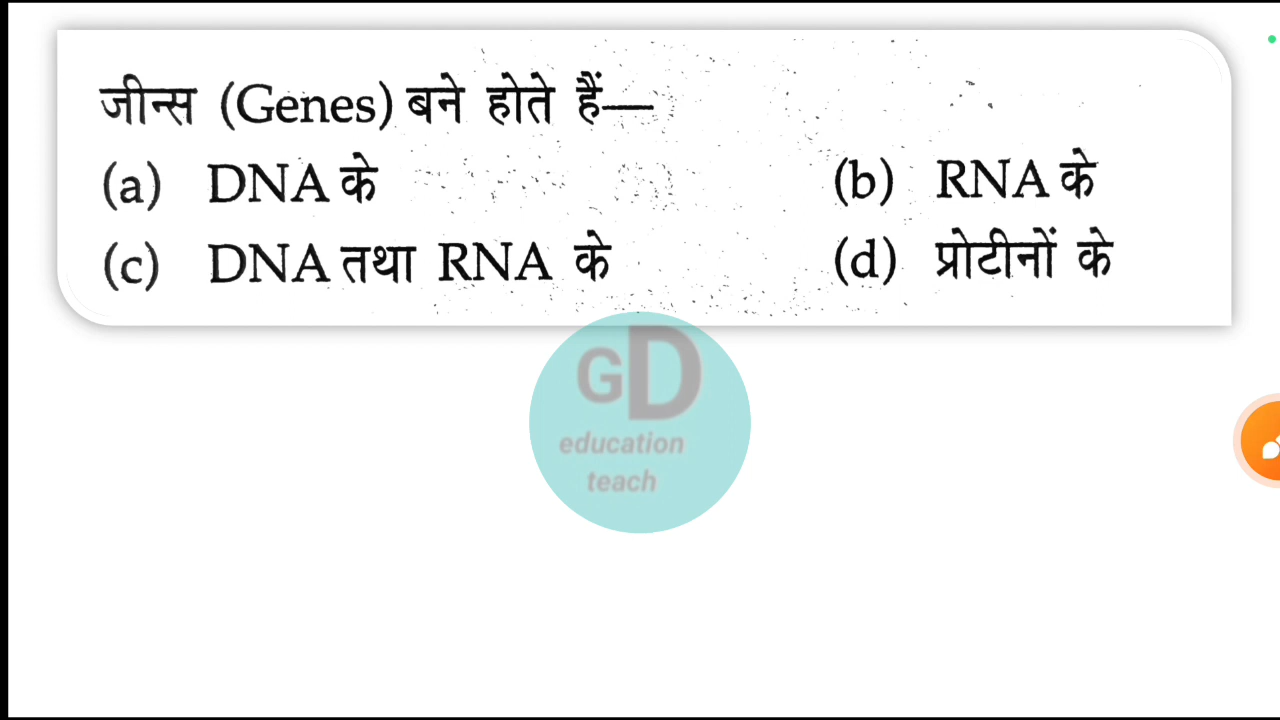 जीन्स (Genes) बने होते हैं—
(a) DNA के (b) RNA के
(c) DNA तथा RNA के (d) प्रोटीनों के
GD
education
teach